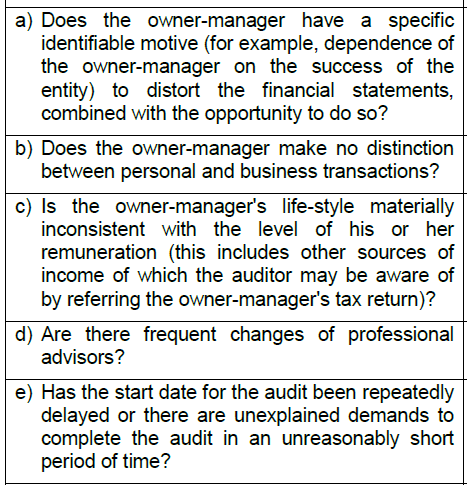 a) Does the owner-manager have a specific
identifiable motive (for example, dependence of
the owner-manager on the success of the
entity) to distort the financial statements,
combined with the opportunity to do so?
b) Does the owner-manager make no distinction
between personal and business transactions?
c) Is the owner-manager's life-style materially
inconsistent with the level of his or her
remuneration (this includes other sources of
income of which the auditor may be aware of
by referring the owner-manager's tax return)?
d) Are there frequent changes of professional
advisors?
e) Has the start date for the audit been repeatedly
delayed or there are unexplained demands to
complete the audit in an unreasonably short
period of time?